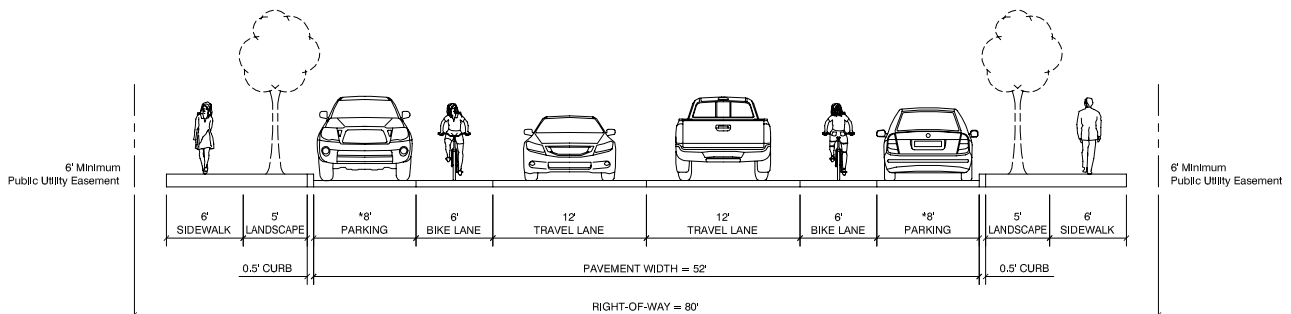 6' Minimum
Public Utility Easement
6' Minimum
Public Utility Easement
6' 5' *8' 6' 12' 12' 6' *8' 5' 6'
SIDEWALK LANDSCAPE PARKING BIKE LANE TRAVEL LANE TRAVEL LANE BIKE LANE PARKING LANDSCAPE SIDEWALK
0.5' CURB PAVEMENT WIDTH = 52' 0.5' CURB
RIGHT-OF-WAY = 80'